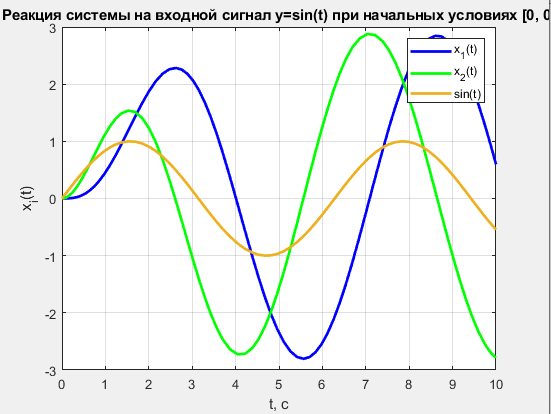 Реакция системы на входной сигнал y=sin(t) при начальных условиях [0, 0
x1(t)
x2(t)
sin(t)
3
2
1
0
-1
-2
-3
xi(t)
0 1 2 3 4 5 6 7 8 9 10
t, c